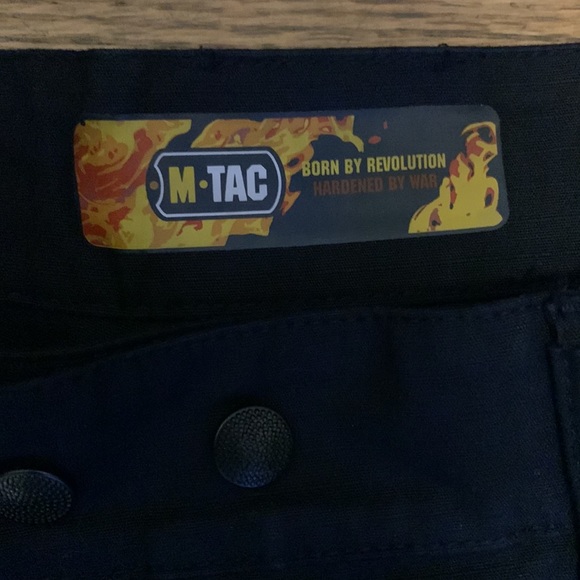 M·TAC
BORN BY REVOLUTION
HARDENED BY WAR